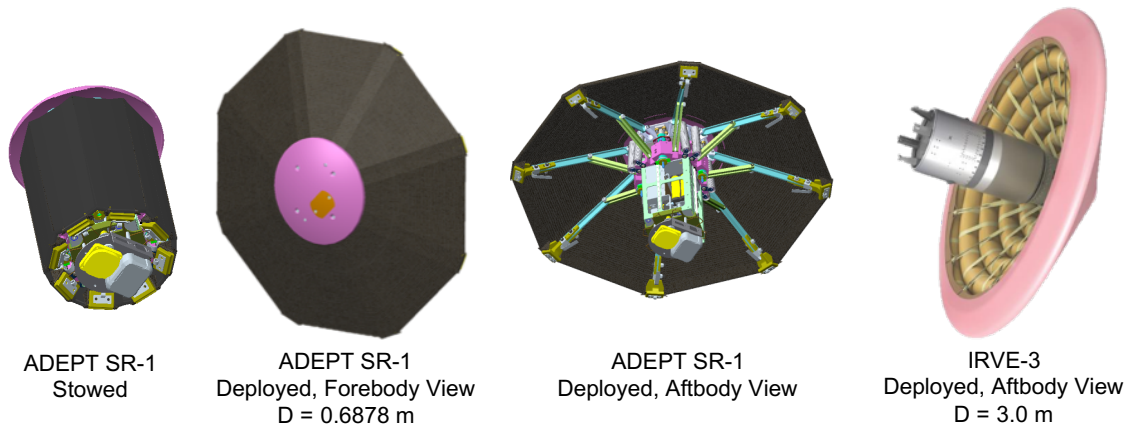 ADEPT SR-1
Stowed
ADEPT SR-1
Deployed, Forebody View
D = 0.6878 m
ADEPT SR-1
Deployed, Aftbody View
IRVE-3
Deployed, Aftbody View
D = 3.0 m